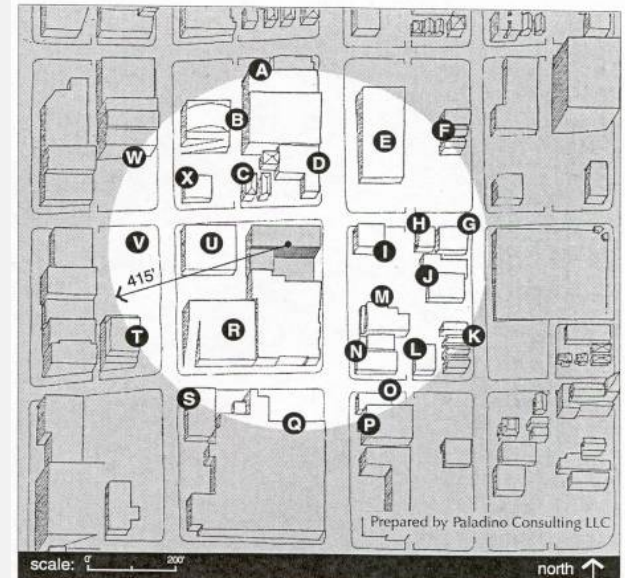 A
B
E
F
W
C
D
X
H
G
V
U
I
415'
J
M
T
R
N
L
K
S
O
Q
P
Prepared by Paladino Consulting LLC
scale: 0' 200'
north